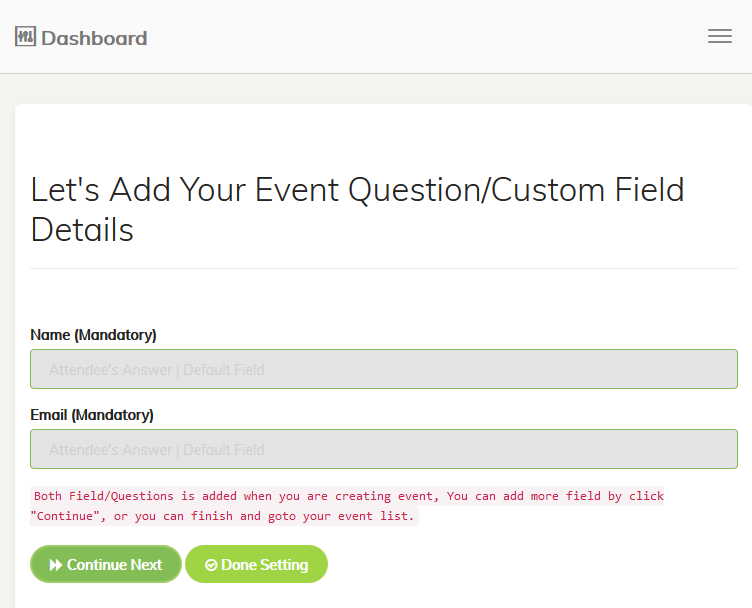 Dashboard
Let's Add Your Event Question/Custom Field
Details
Name (Mandatory)
Attendee's Answer | Default Field
Email (Mandatory)
Attendee's Answer | Default Field
Both Field/Questions is added when you are creating event, You can add more field by click
"Continue", or you can finish and goto your event list.
Continue Next Done Setting